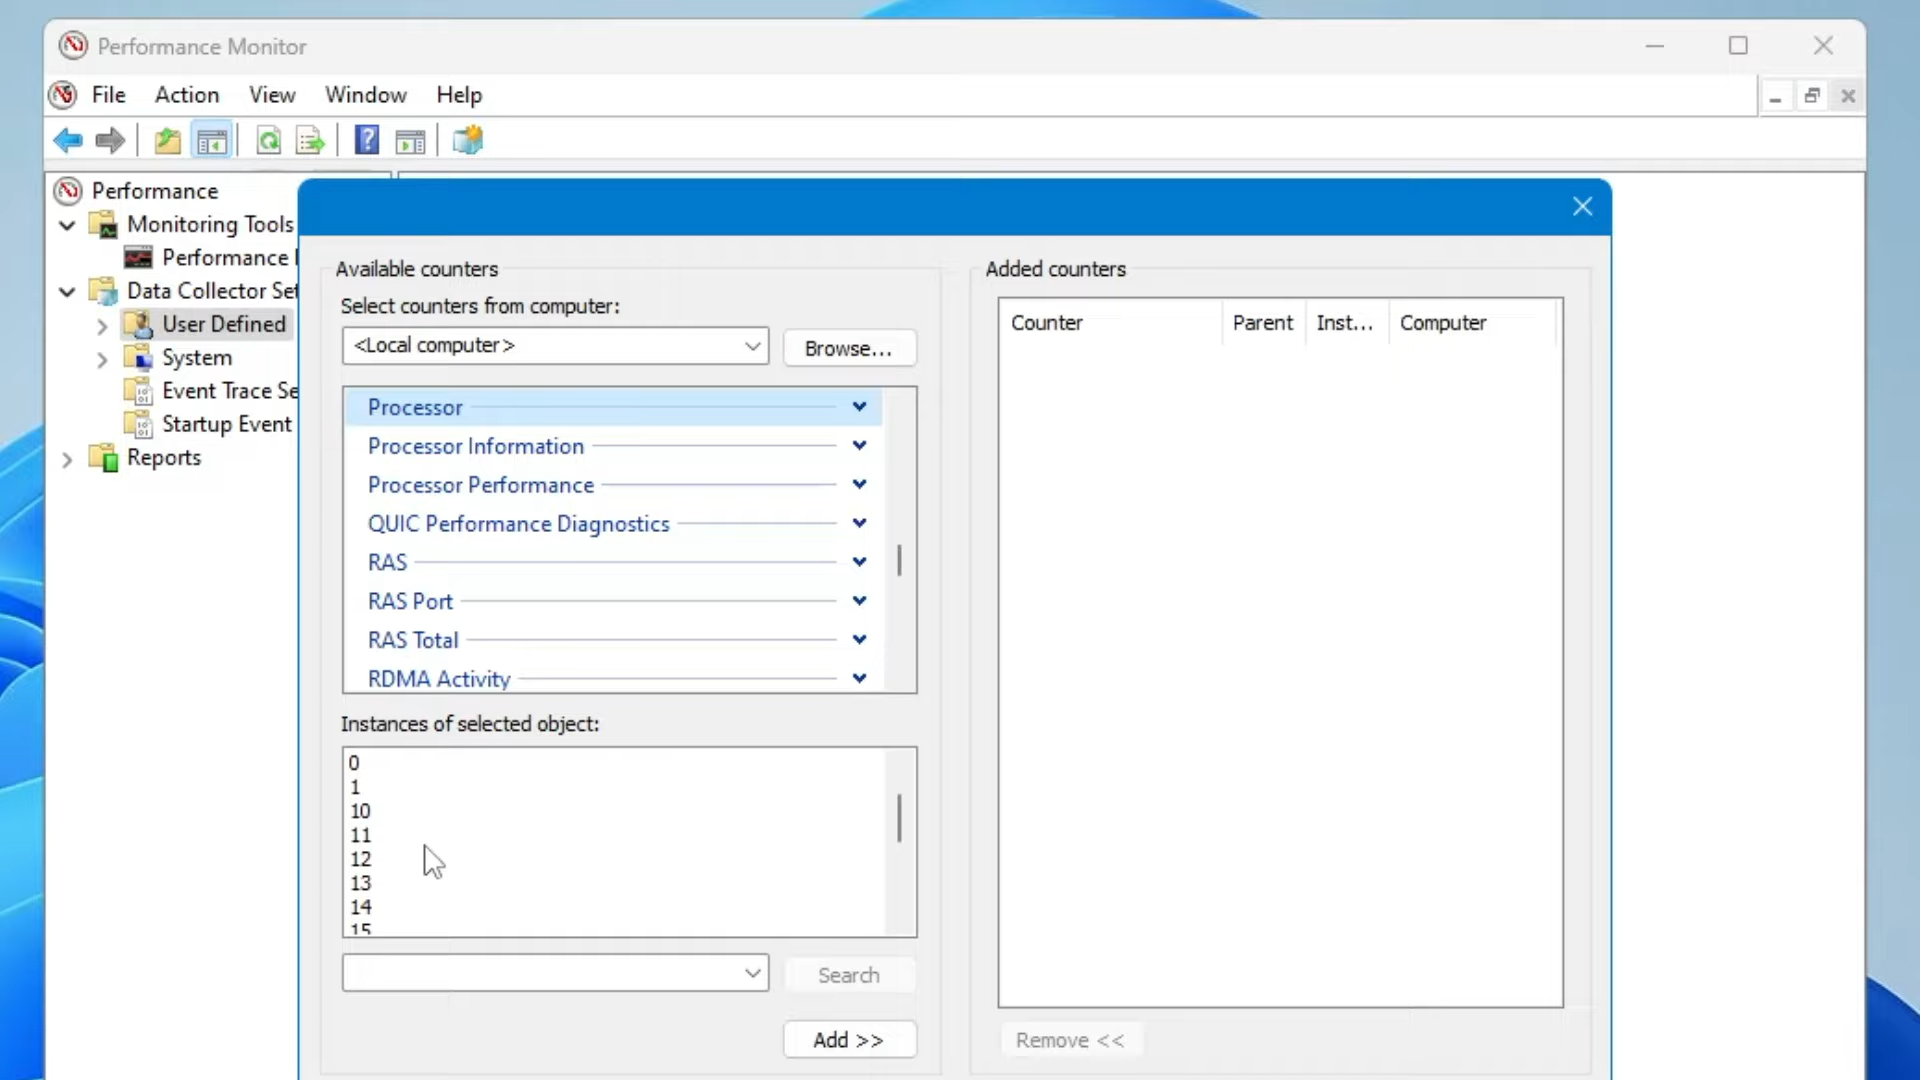 Performance Monitor
File Action View Window Help
Performance
Monitoring Tools
Performance
Data Collector Set
User Defined
System
Event Trace Se
Startup Event
Reports
Available counters
Select counters from computer:
<Local computer>
Browse...
Processor
Processor Information
Processor Performance
QUIC Performance Diagnostics
RAS
RAS Port
RAS Total
RDMA Activity
Instances of selected object:
0
1
10
11
12
13
14
15
Search
Add >>
Added counters
Counter Parent Inst... Computer
Remove <<